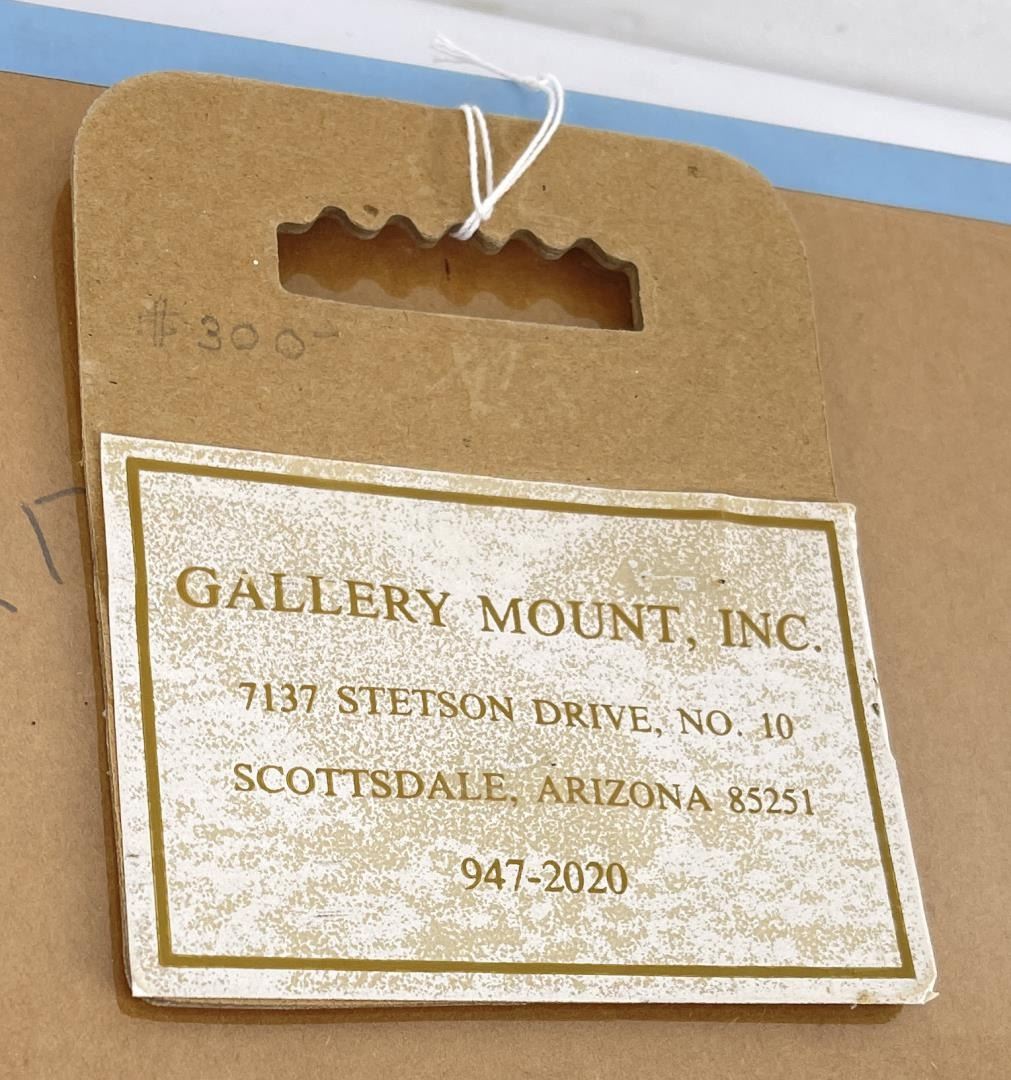 $300-
GALLERY MOUNT, INC.
7137 STETSON DRIVE, NO. 10
SCOTTSDALE, ARIZONA 85251
947-2020